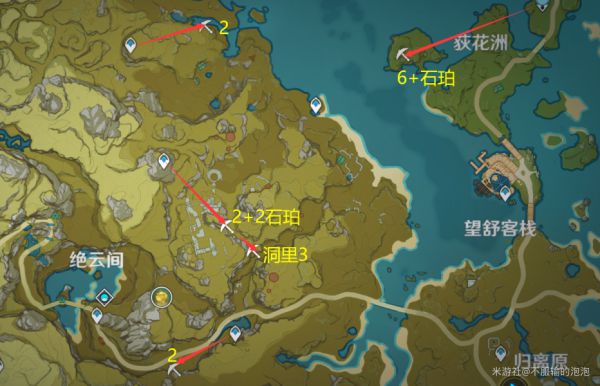 2
荻花洲
6+石珀
2+2石珀
望舒客栈
洞里3
绝云间
2
归离原
米游社@不服输的泡泡